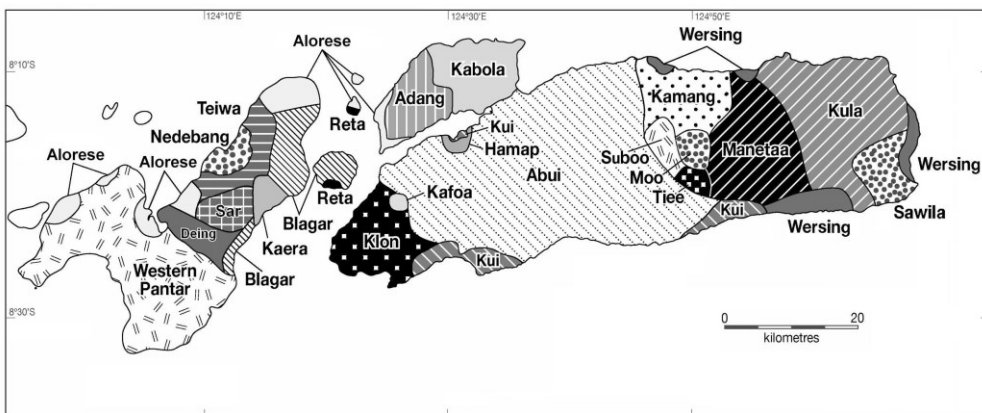 124°10'E
124°30'E
124°50'E
8°10'S
8°30'S
Alorese
Kabola
Wersing
Adang
Kamang
Kula
Teiwa
Reta
Nedebang
Kui
Hamap
Suboo
Manetaa
Alorese
Alorese
Moo
Abui
Wersing
Reta
Kafoa
Tiee
Sar
Blagar
Kui
Sawila
Deing
Kaera
Klon
Wersing
Western
Pantar
Blagar
Kui
0
20
kilometres